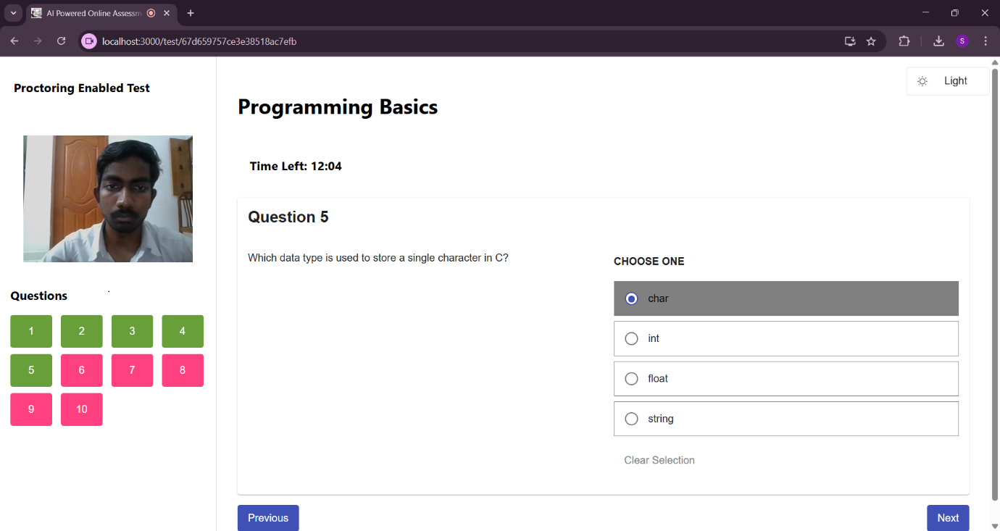 AI Powered Online Assessm
localhost:3000/test/67d659757ce3e38518ac7efb
S
Proctoring Enabled Test
Light
Programming Basics
Time Left: 12:04
Question 5
Which data type is used to store a single character in C?
CHOOSE ONE
char
int
float
string
Clear Selection
Questions
1 2 3 4
5 6 7 8
9 10
Previous
Next